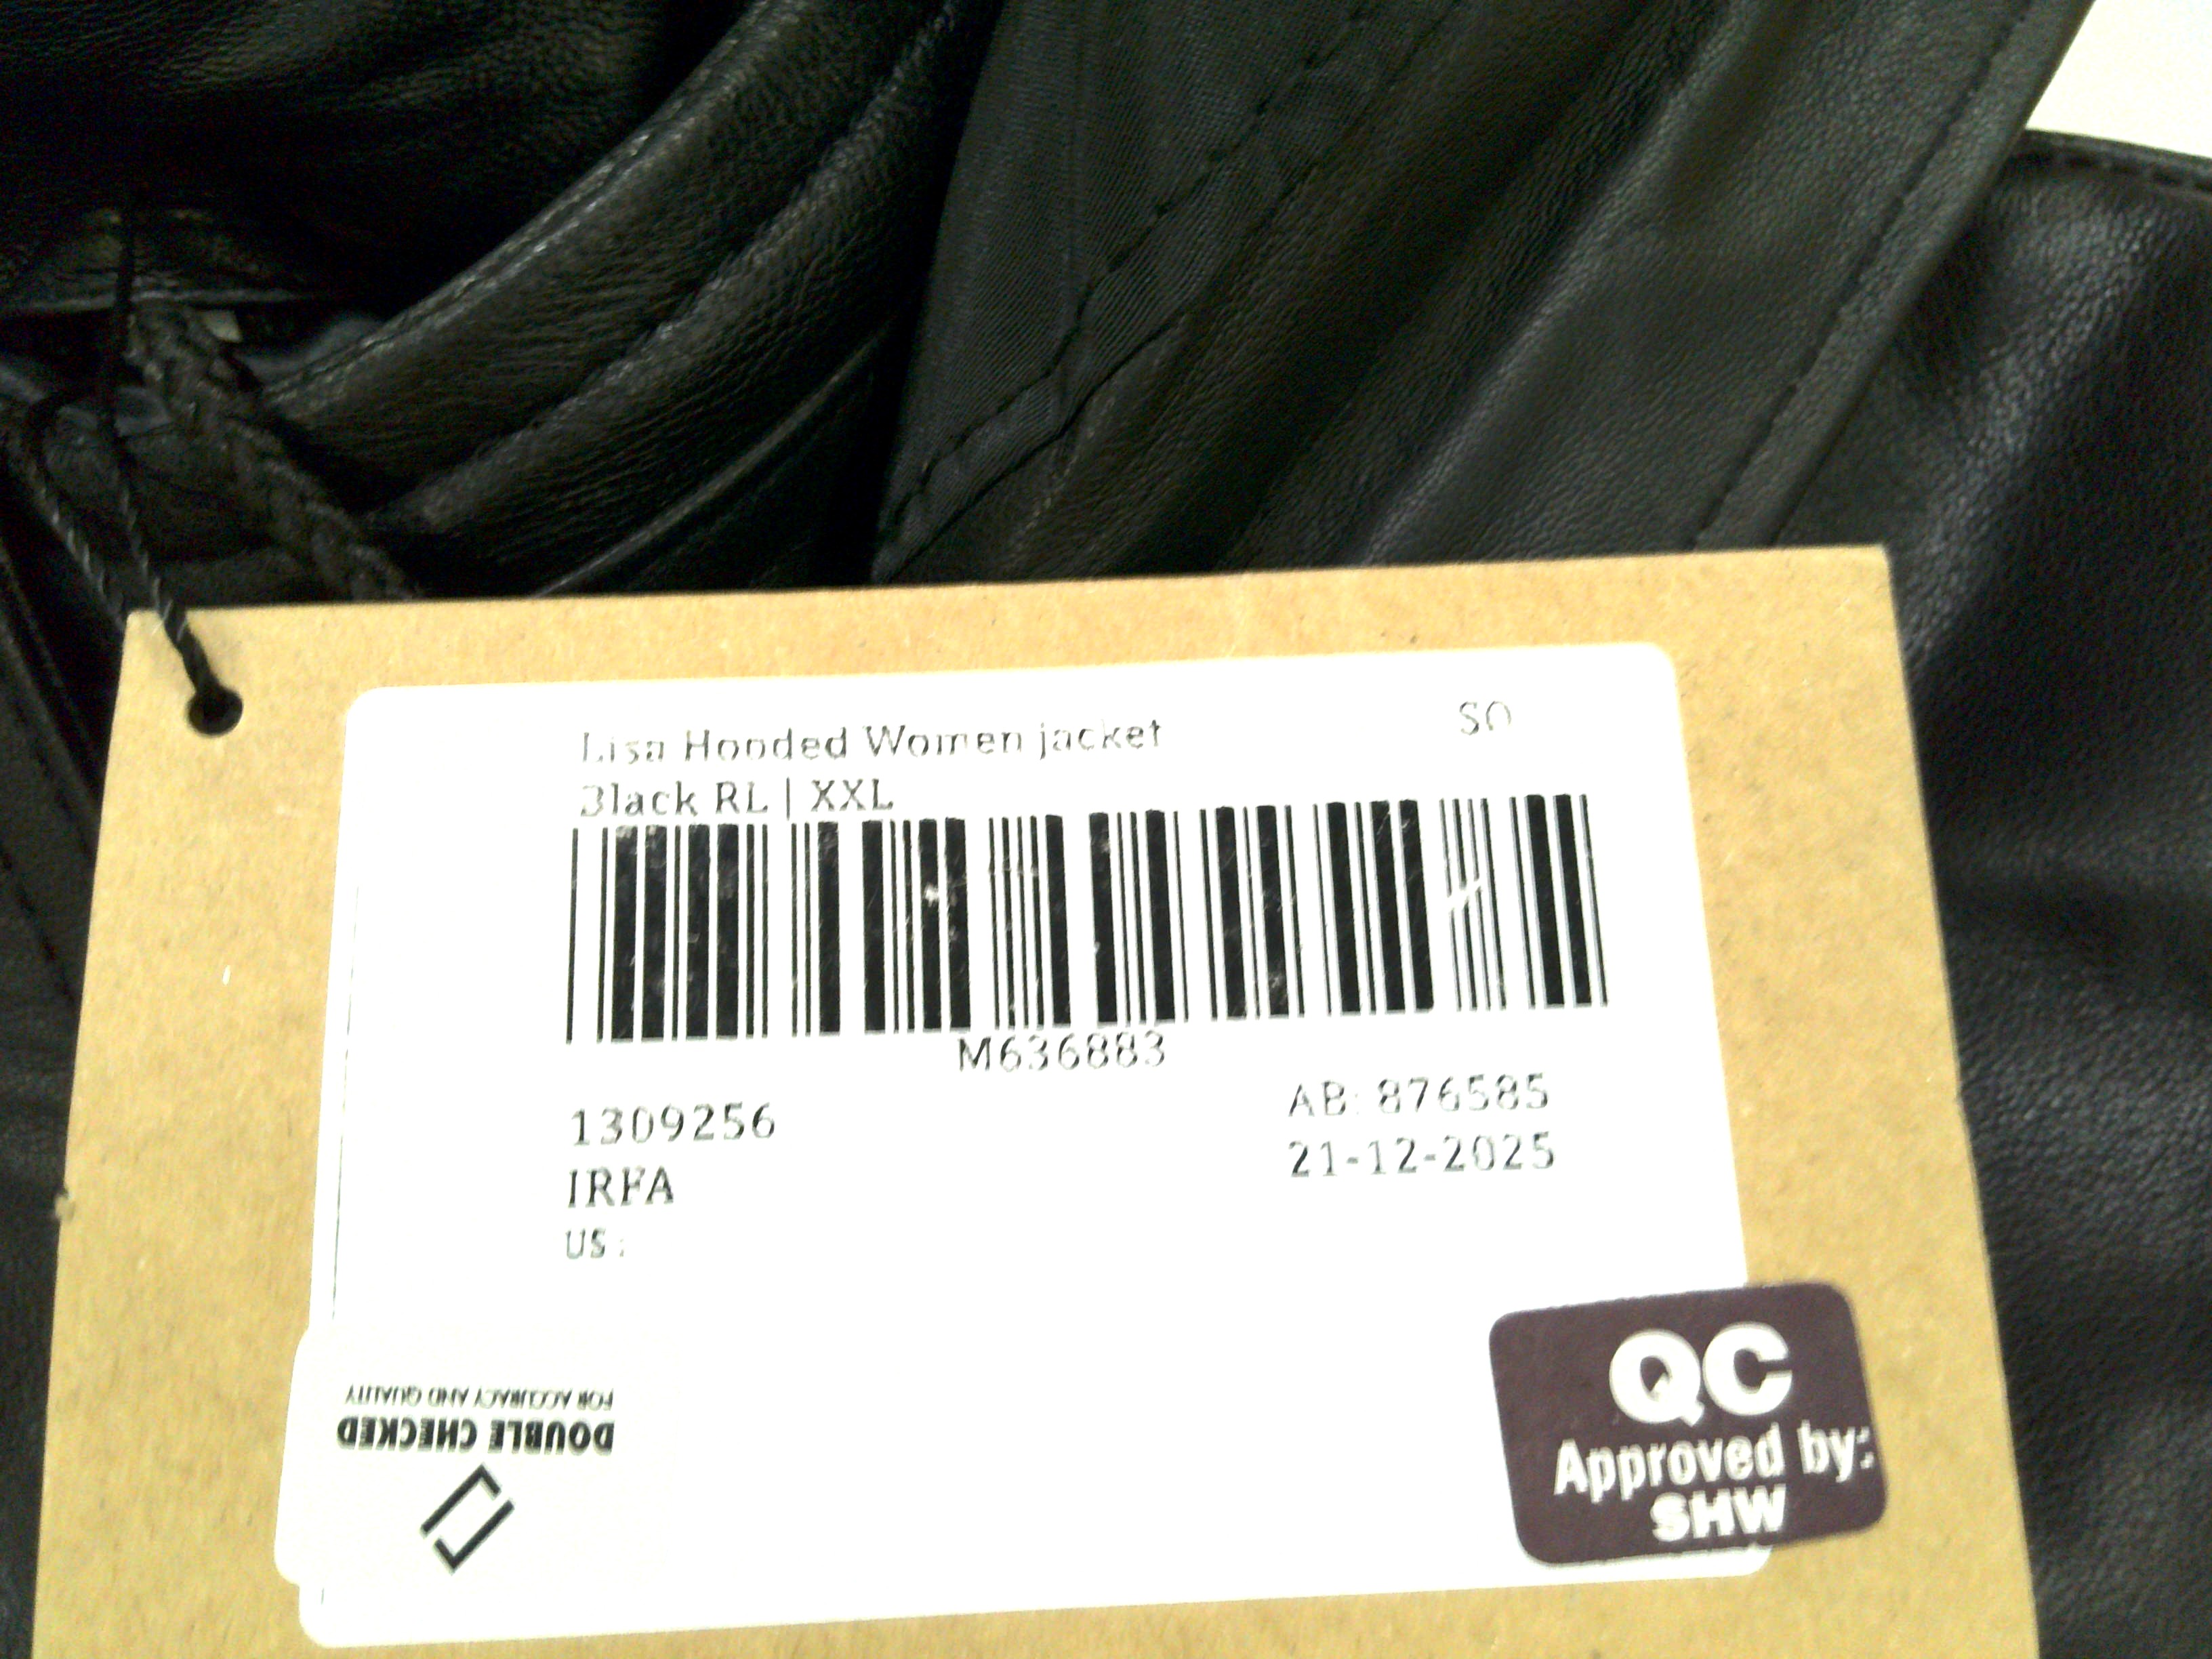 Lisa Hooded Women jacket
SO
Black RL | XXL
M636883
1309256
AB: 876585
IRFA
21-12-2025
US :
DOUBLE CHECKED
FOR ACCURACY AND QUALITY
QC
Approved by:
SHW